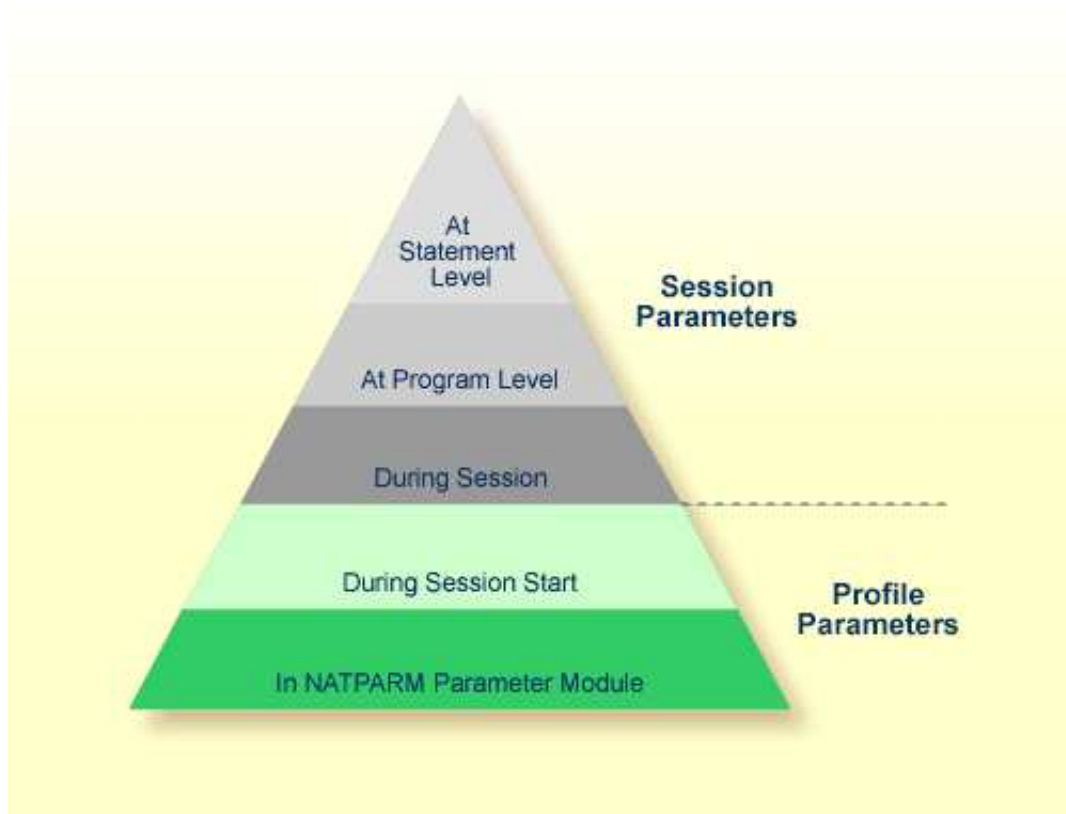 At
Statement
Level
Session
Parameters
At Program Level
During Session
During Session Start
Profile
Parameters
In NATPARM Parameter Module